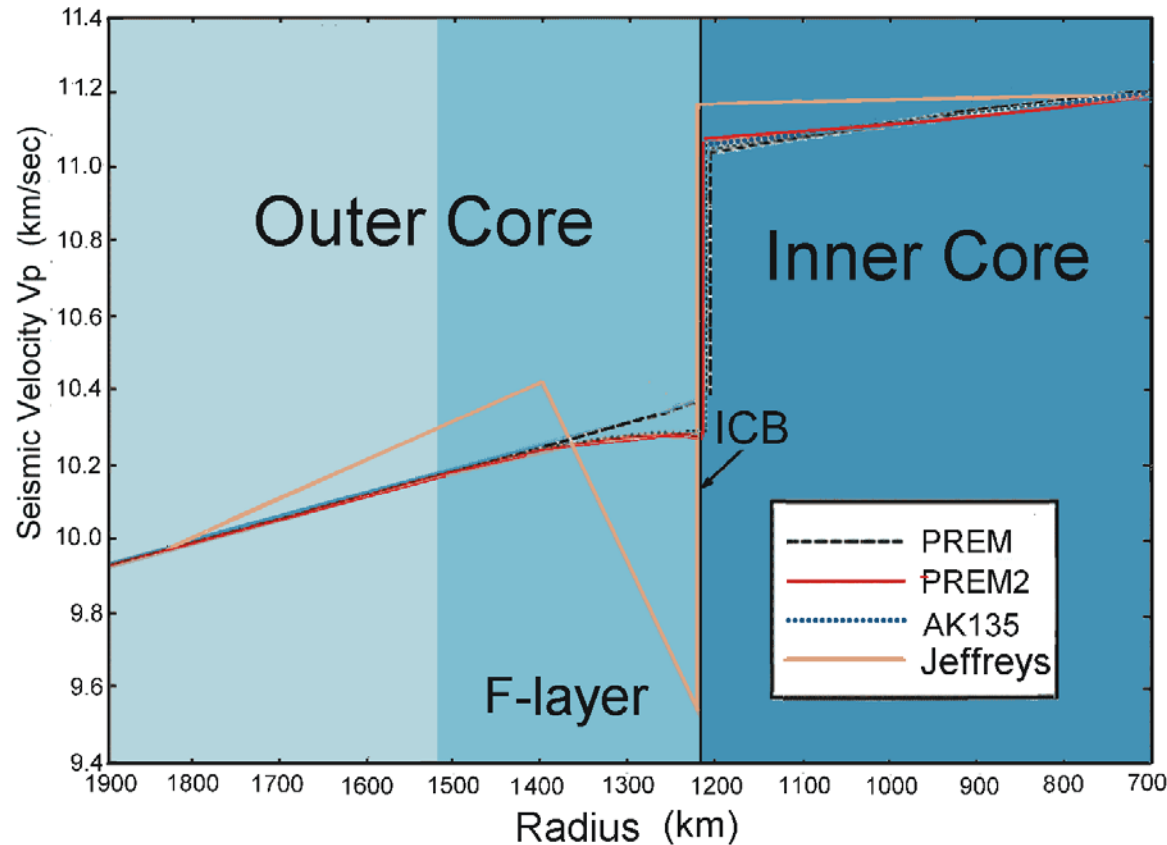 11.4
11.2
11.0
10.8
10.6
10.4
10.2
10.0
9.8
9.6
9.4
Seismic Velocity Vp (km/sec)
Outer Core
Inner Core
ICB
F-layer
PREM
PREM2
AK135
Jeffreys
1900 1800 1700 1600 1500 1400 1300 1200 1100 1000 900 800 700
Radius (km)